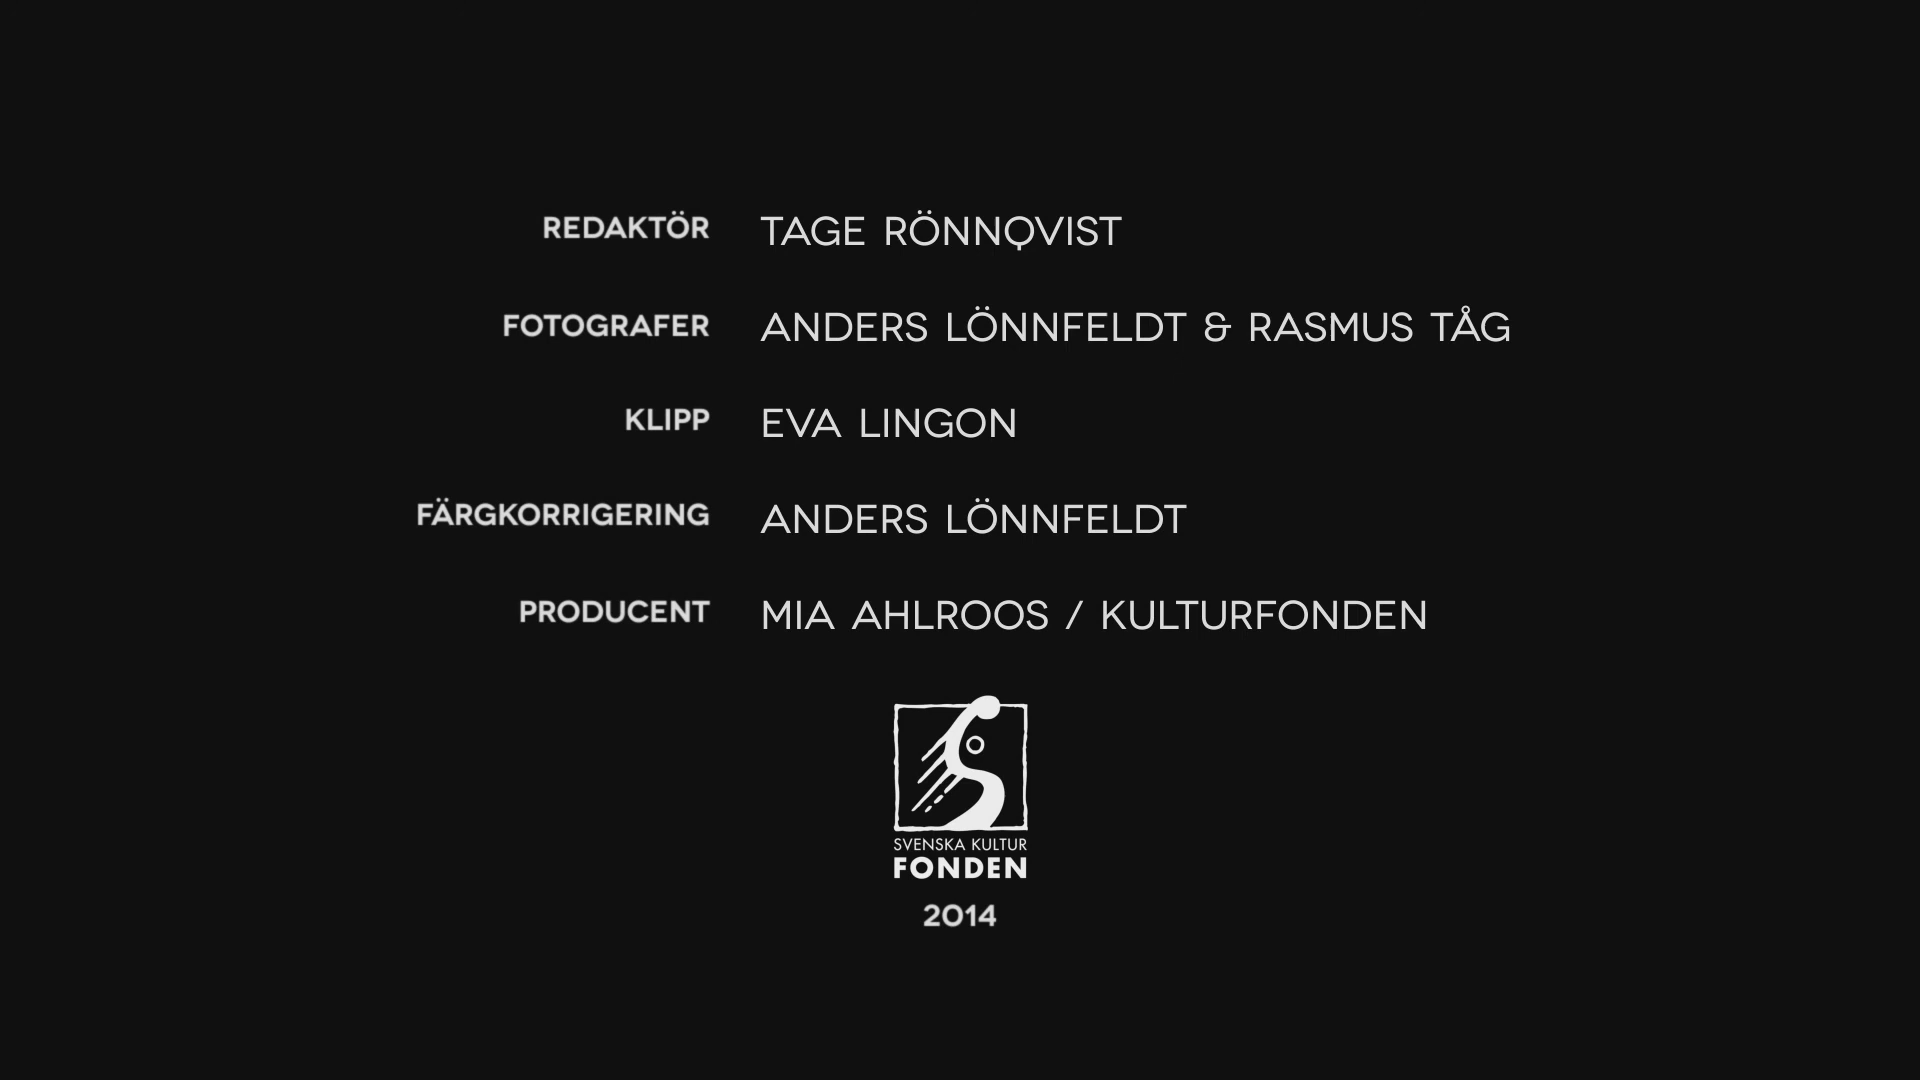 REDAKTÖR TAGE RÖNNQVIST
FOTOGRAFER ANDERS LÖNNFELDT & RASMUS TÅG
KLIPP EVA LINGON
FÄRGKORRIGERING ANDERS LÖNNFELDT
PRODUCENT MIA AHLROOS / KULTURFONDEN
SVENSKA KULTUR
FONDEN
2014